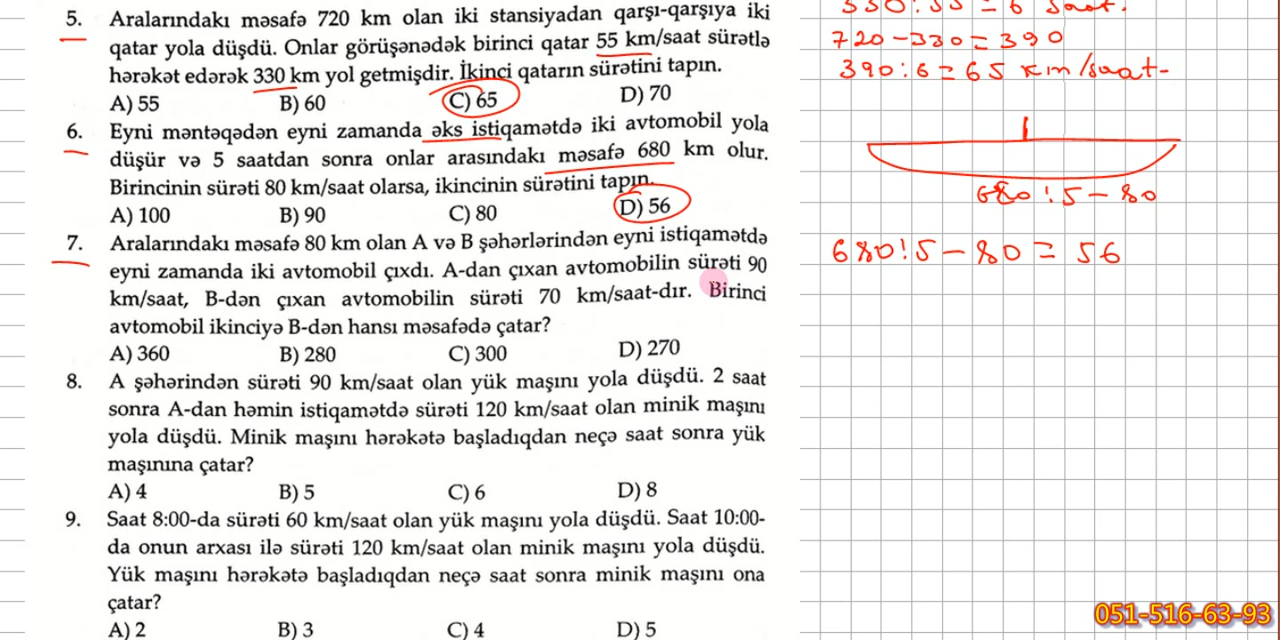 5. Aralarındakı məsafə 720 km olan iki stansiyadan qarşı-qarşıya iki
qatar yola düşdü. Onlar görüşənədək birinci qatar 55 km/saat sürətlə
hərəkət edərək 330 km yol getmişdir. İkinci qatarın sürətini tapın.
A) 55 B) 60 C) 65 D) 70
6. Eyni məntəqədən eyni zamanda əks istiqamətdə iki avtomobil yola
düşür və 5 saatdan sonra onlar arasındakı məsafə 680 km olur.
Birincinin sürəti 80 km/saat olarsa, ikincinin sürətini tapın.
A) 100 B) 90 C) 80 D) 56
7. Aralarındakı məsafə 80 km olan A və B şəhərlərindən eyni istiqamətdə
eyni zamanda iki avtomobil çıxdı. A-dan çıxan avtomobilin sürəti 90
km/saat, B-dən çıxan avtomobilin sürəti 70 km/saat-dır. Birinci
avtomobil ikinciyə B-dən hansı məsafədə çatar?
A) 360 B) 280 C) 300 D) 270
8. A şəhərindən sürəti 90 km/saat olan yük maşını yola düşdü. 2 saat
sonra A-dan həmin istiqamətdə sürəti 120 km/saat olan minik maşını
yola düşdü. Minik maşını hərəkətə başladıqdan neçə saat sonra yük
maşınına çatar?
A) 4 B) 5 C) 6 D) 8
9. Saat 8:00-da sürəti 60 km/saat olan yük maşını yola düşdü. Saat 10:00-
da onun arxası ilə sürəti 120 km/saat olan minik maşını yola düşdü.
Yük maşını hərəkətə başladıqdan neçə saat sonra minik maşını ona
çatar?
A) 2 B) 3 C) 4 D) 5
330:55=6 saat.
720-330=390
390:6=65 km/saat-
680:5-80
680:5-80=56
051-516-63-93